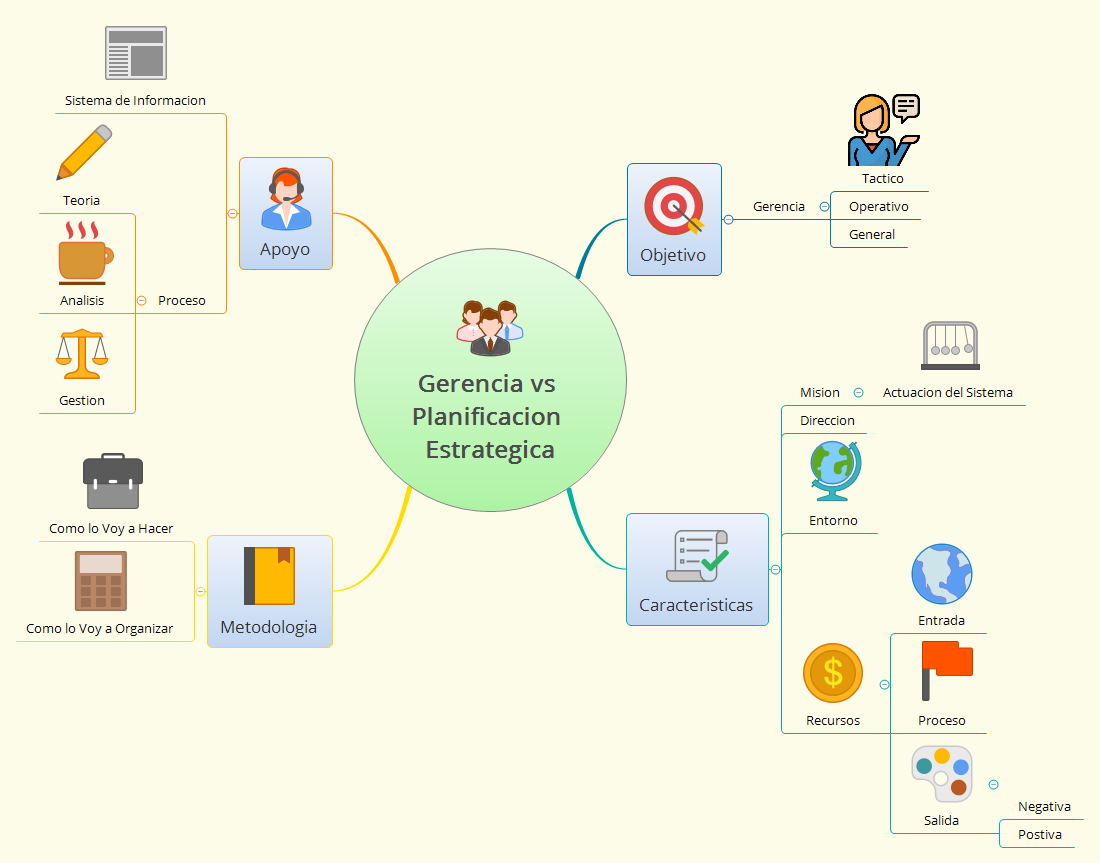 Gerencia vs
Planificacion
Estrategica
Apoyo
Sistema de Informacion
Proceso
Teoria
Analisis
Gestion
Metodologia
Como lo Voy a Hacer
Como lo Voy a Organizar
Objetivo
Gerencia
Tactico
Operativo
General
Caracteristicas
Mision
Actuacion del Sistema
Direccion
Entorno
Recursos
Entrada
Proceso
Salida
Negativa
Postiva